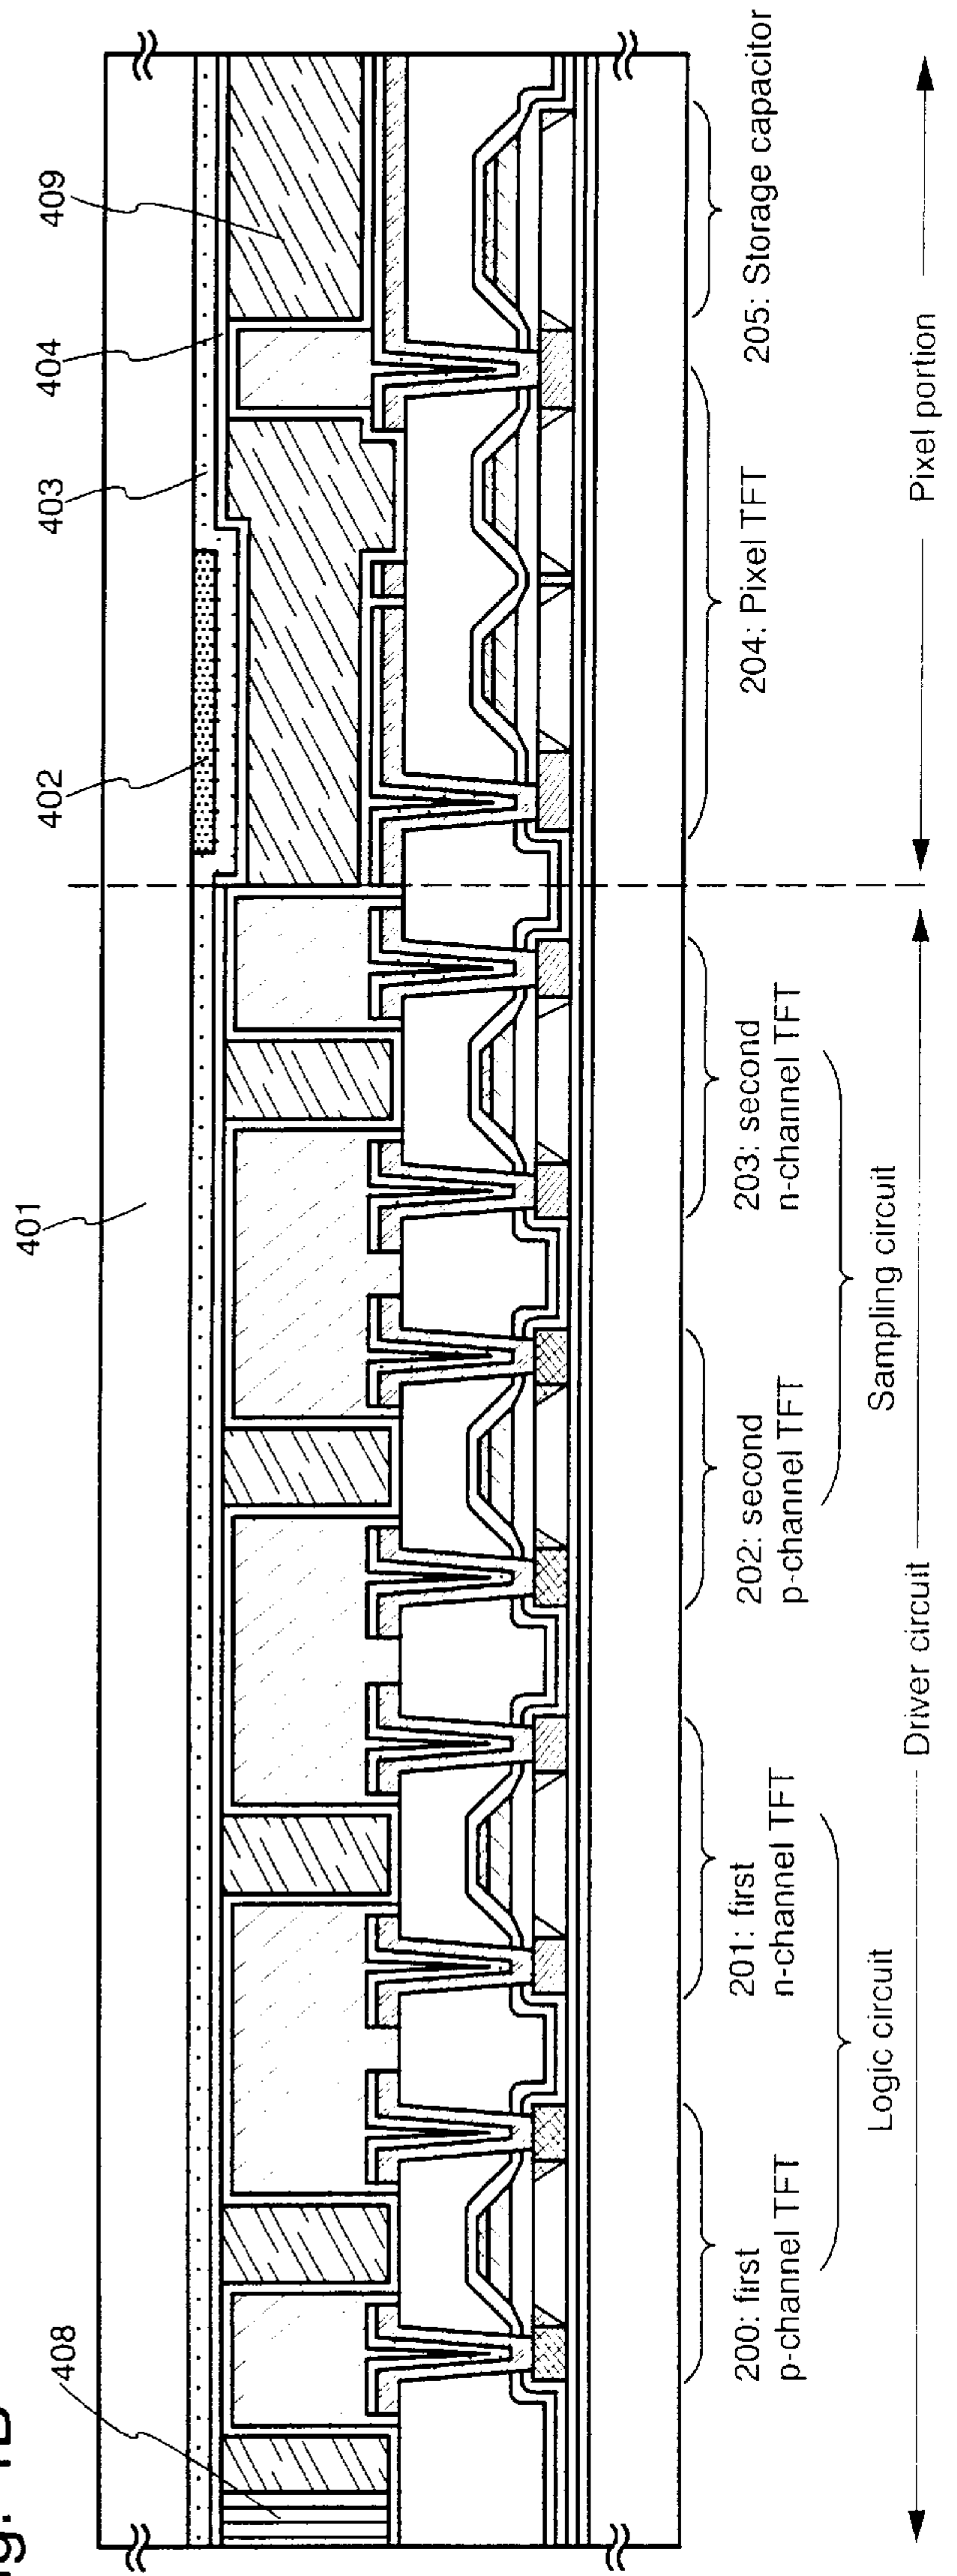 408
401
402
403
404
409
200: first
p-channel TFT
201: first
n-channel TFT
202: second
p-channel TFT
203: second
n-channel TFT
204: Pixel TFT
205: Storage capacitor
Logic circuit
Sampling circuit
Driver circuit
Pixel portion